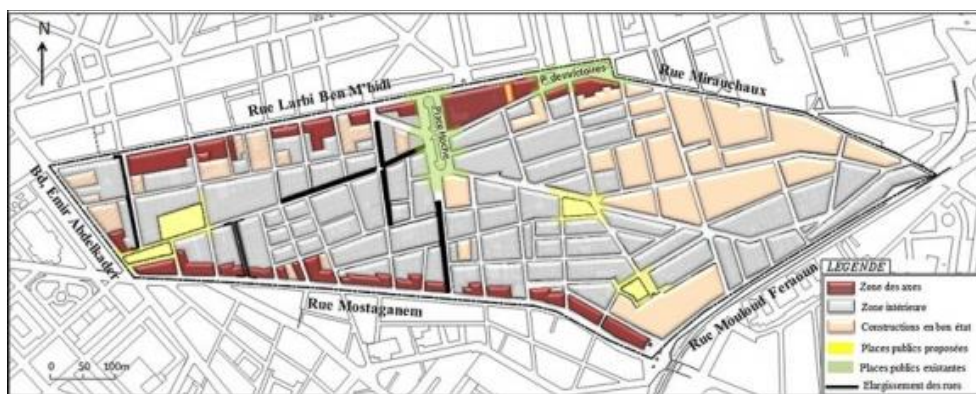 N
Rue Larbi Ben M'hidi
P. des victoires
Rue Mirauchaux
Bd, Emir Abdelkader
Rue Mostaganem
Rue Mouloud Feraoun
0 50 100m
LEGENDE
Zone des axes
Zone intérieure
Constructions en bon état
Places publics proposées
Places publics existantes
Elargissement des rues